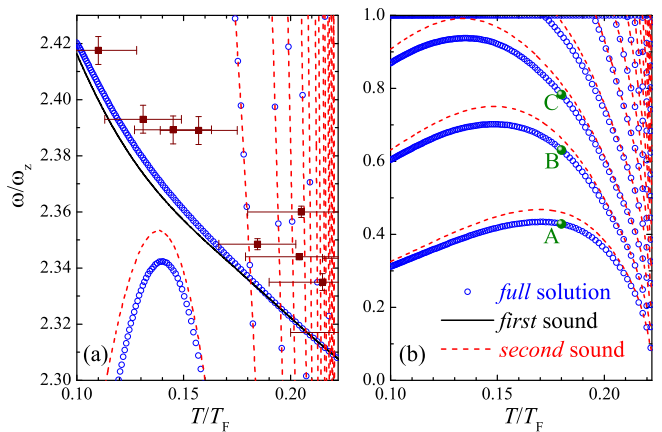 2.42
2.40
2.38
2.36
2.34
2.32
2.30
ω/ω_z
(a)
0.10
0.15
0.20
T/T_F
1.0
0.8
0.6
0.4
0.2
0.0
C
B
A
full solution
first sound
second sound
(b)
0.10
0.15
0.20
T/T_F